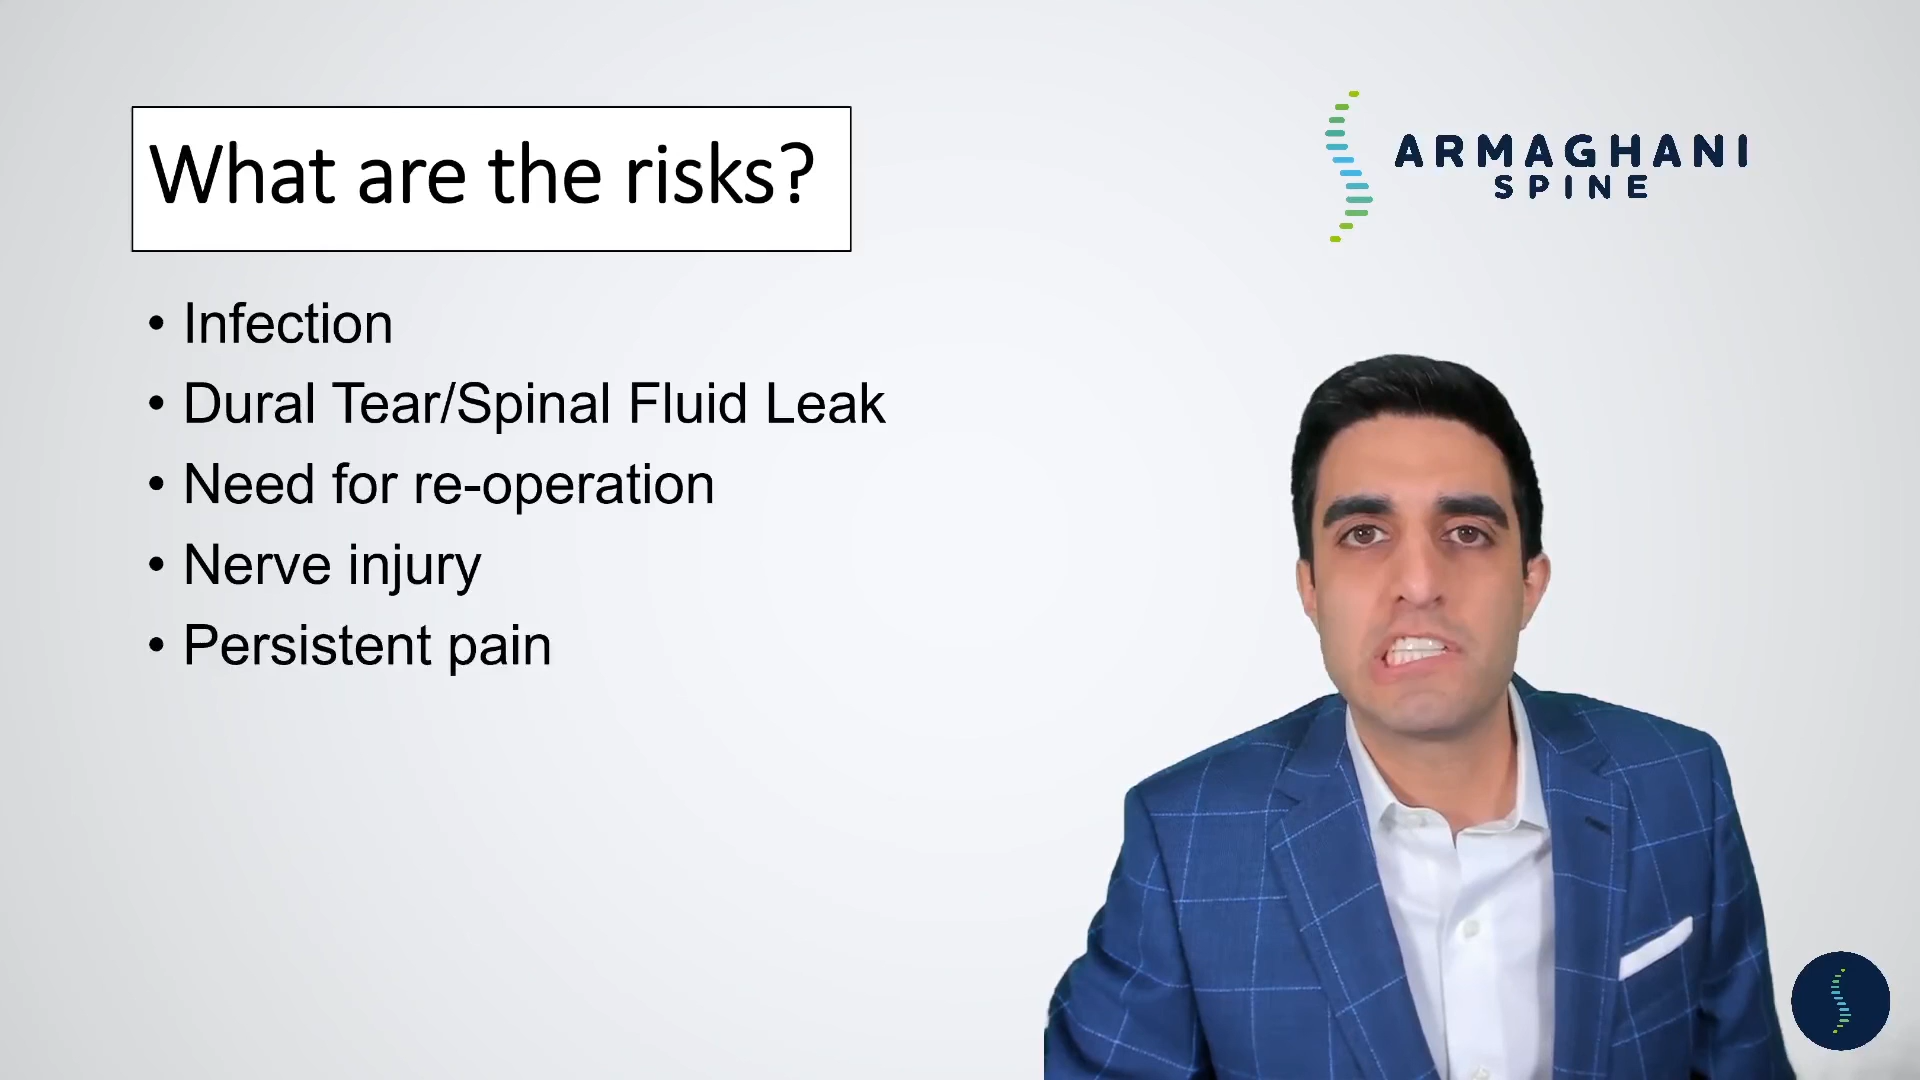 What are the risks?
ARMAGHANI
SPINE
• Infection
• Dural Tear/Spinal Fluid Leak
• Need for re-operation
• Nerve injury
• Persistent pain